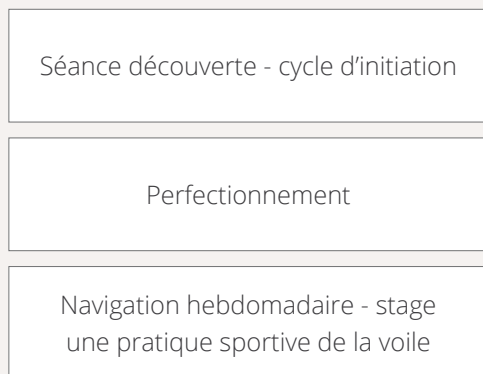 Séance découverte - cycle d’initiation
Perfectionnement
Navigation hebdomadaire - stage
une pratique sportive de la voile